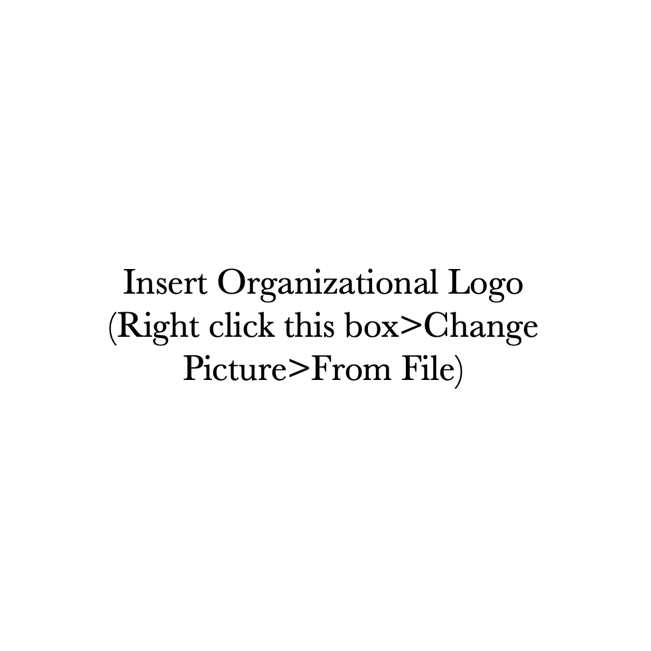 Insert Organizational Logo
(Right click this box>Change
Picture>From File)